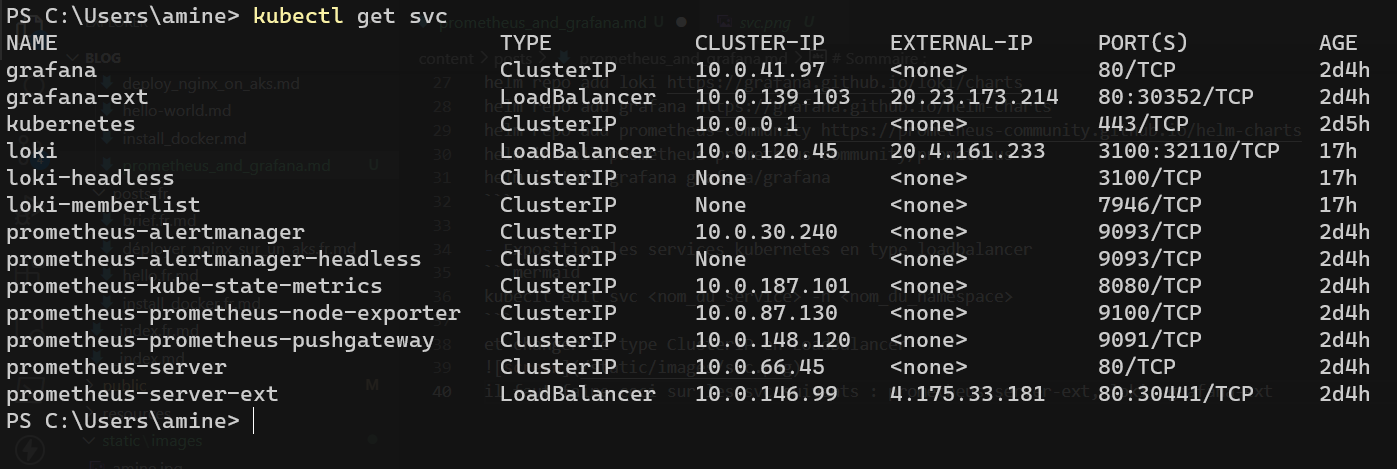 PS C:\Users\amine> kubectl get svc
NAME TYPE CLUSTER-IP EXTERNAL-IP PORT(S) AGE
grafana ClusterIP 10.0.41.97 <none> 80/TCP 2d4h
grafana-ext LoadBalancer 10.0.139.103 20.23.173.214 80:30352/TCP 2d4h
kubernetes ClusterIP 10.0.0.1 <none> 443/TCP 2d5h
loki LoadBalancer 10.0.120.45 20.4.161.233 3100:32110/TCP 17h
loki-headless ClusterIP None <none> 3100/TCP 17h
loki-memberlist ClusterIP None <none> 7946/TCP 17h
prometheus-alertmanager ClusterIP 10.0.30.240 <none> 9093/TCP 2d4h
prometheus-alertmanager-headless ClusterIP None <none> 9093/TCP 2d4h
prometheus-kube-state-metrics ClusterIP 10.0.187.101 <none> 8080/TCP 2d4h
prometheus-prometheus-node-exporter ClusterIP 10.0.87.130 <none> 9100/TCP 2d4h
prometheus-prometheus-pushgateway ClusterIP 10.0.148.120 <none> 9091/TCP 2d4h
prometheus-server ClusterIP 10.0.66.45 <none> 80/TCP 2d4h
prometheus-server-ext LoadBalancer 10.0.146.99 4.175.33.181 80:30441/TCP 2d4h
PS C:\Users\amine>